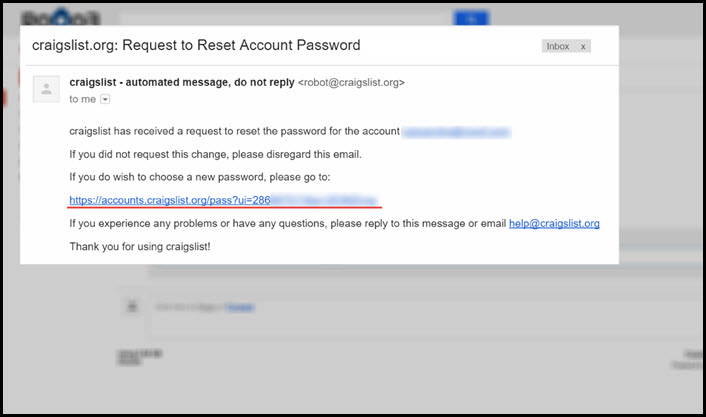 craigslist.org: Request to Reset Account Password
Inbox x
craigslist - automated message, do not reply <robot@craigslist.org>
to me
craigslist has received a request to reset the password for the account
If you did not request this change, please disregard this email.
If you do wish to choose a new password, please go to:
https://accounts.craigslist.org/pass?ui=286
If you experience any problems or have any questions, please reply to this message or email help@craigslist.org
Thank you for using craigslist!